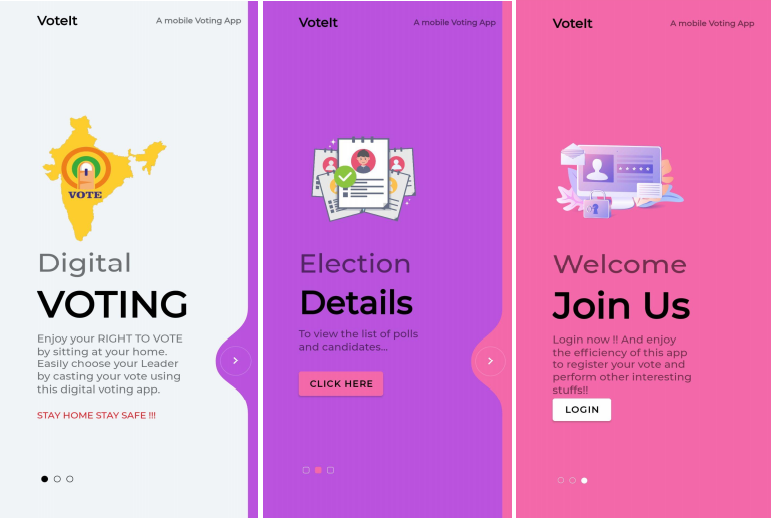 VoteIt
A mobile Voting App
VOTE
Digital
VOTING
Enjoy your RIGHT TO VOTE
by sitting at your home.
Easily choose your Leader
by casting your vote using
this digital voting app.
STAY HOME STAY SAFE !!!
VoteIt
A mobile Voting App
Election
Details
To view the list of polls
and candidates...
CLICK HERE
VoteIt
A mobile Voting App
Welcome
Join Us
Login now !! And enjoy
the efficiency of this app
to register your vote and
perform other interesting
stuffs!!
LOGIN